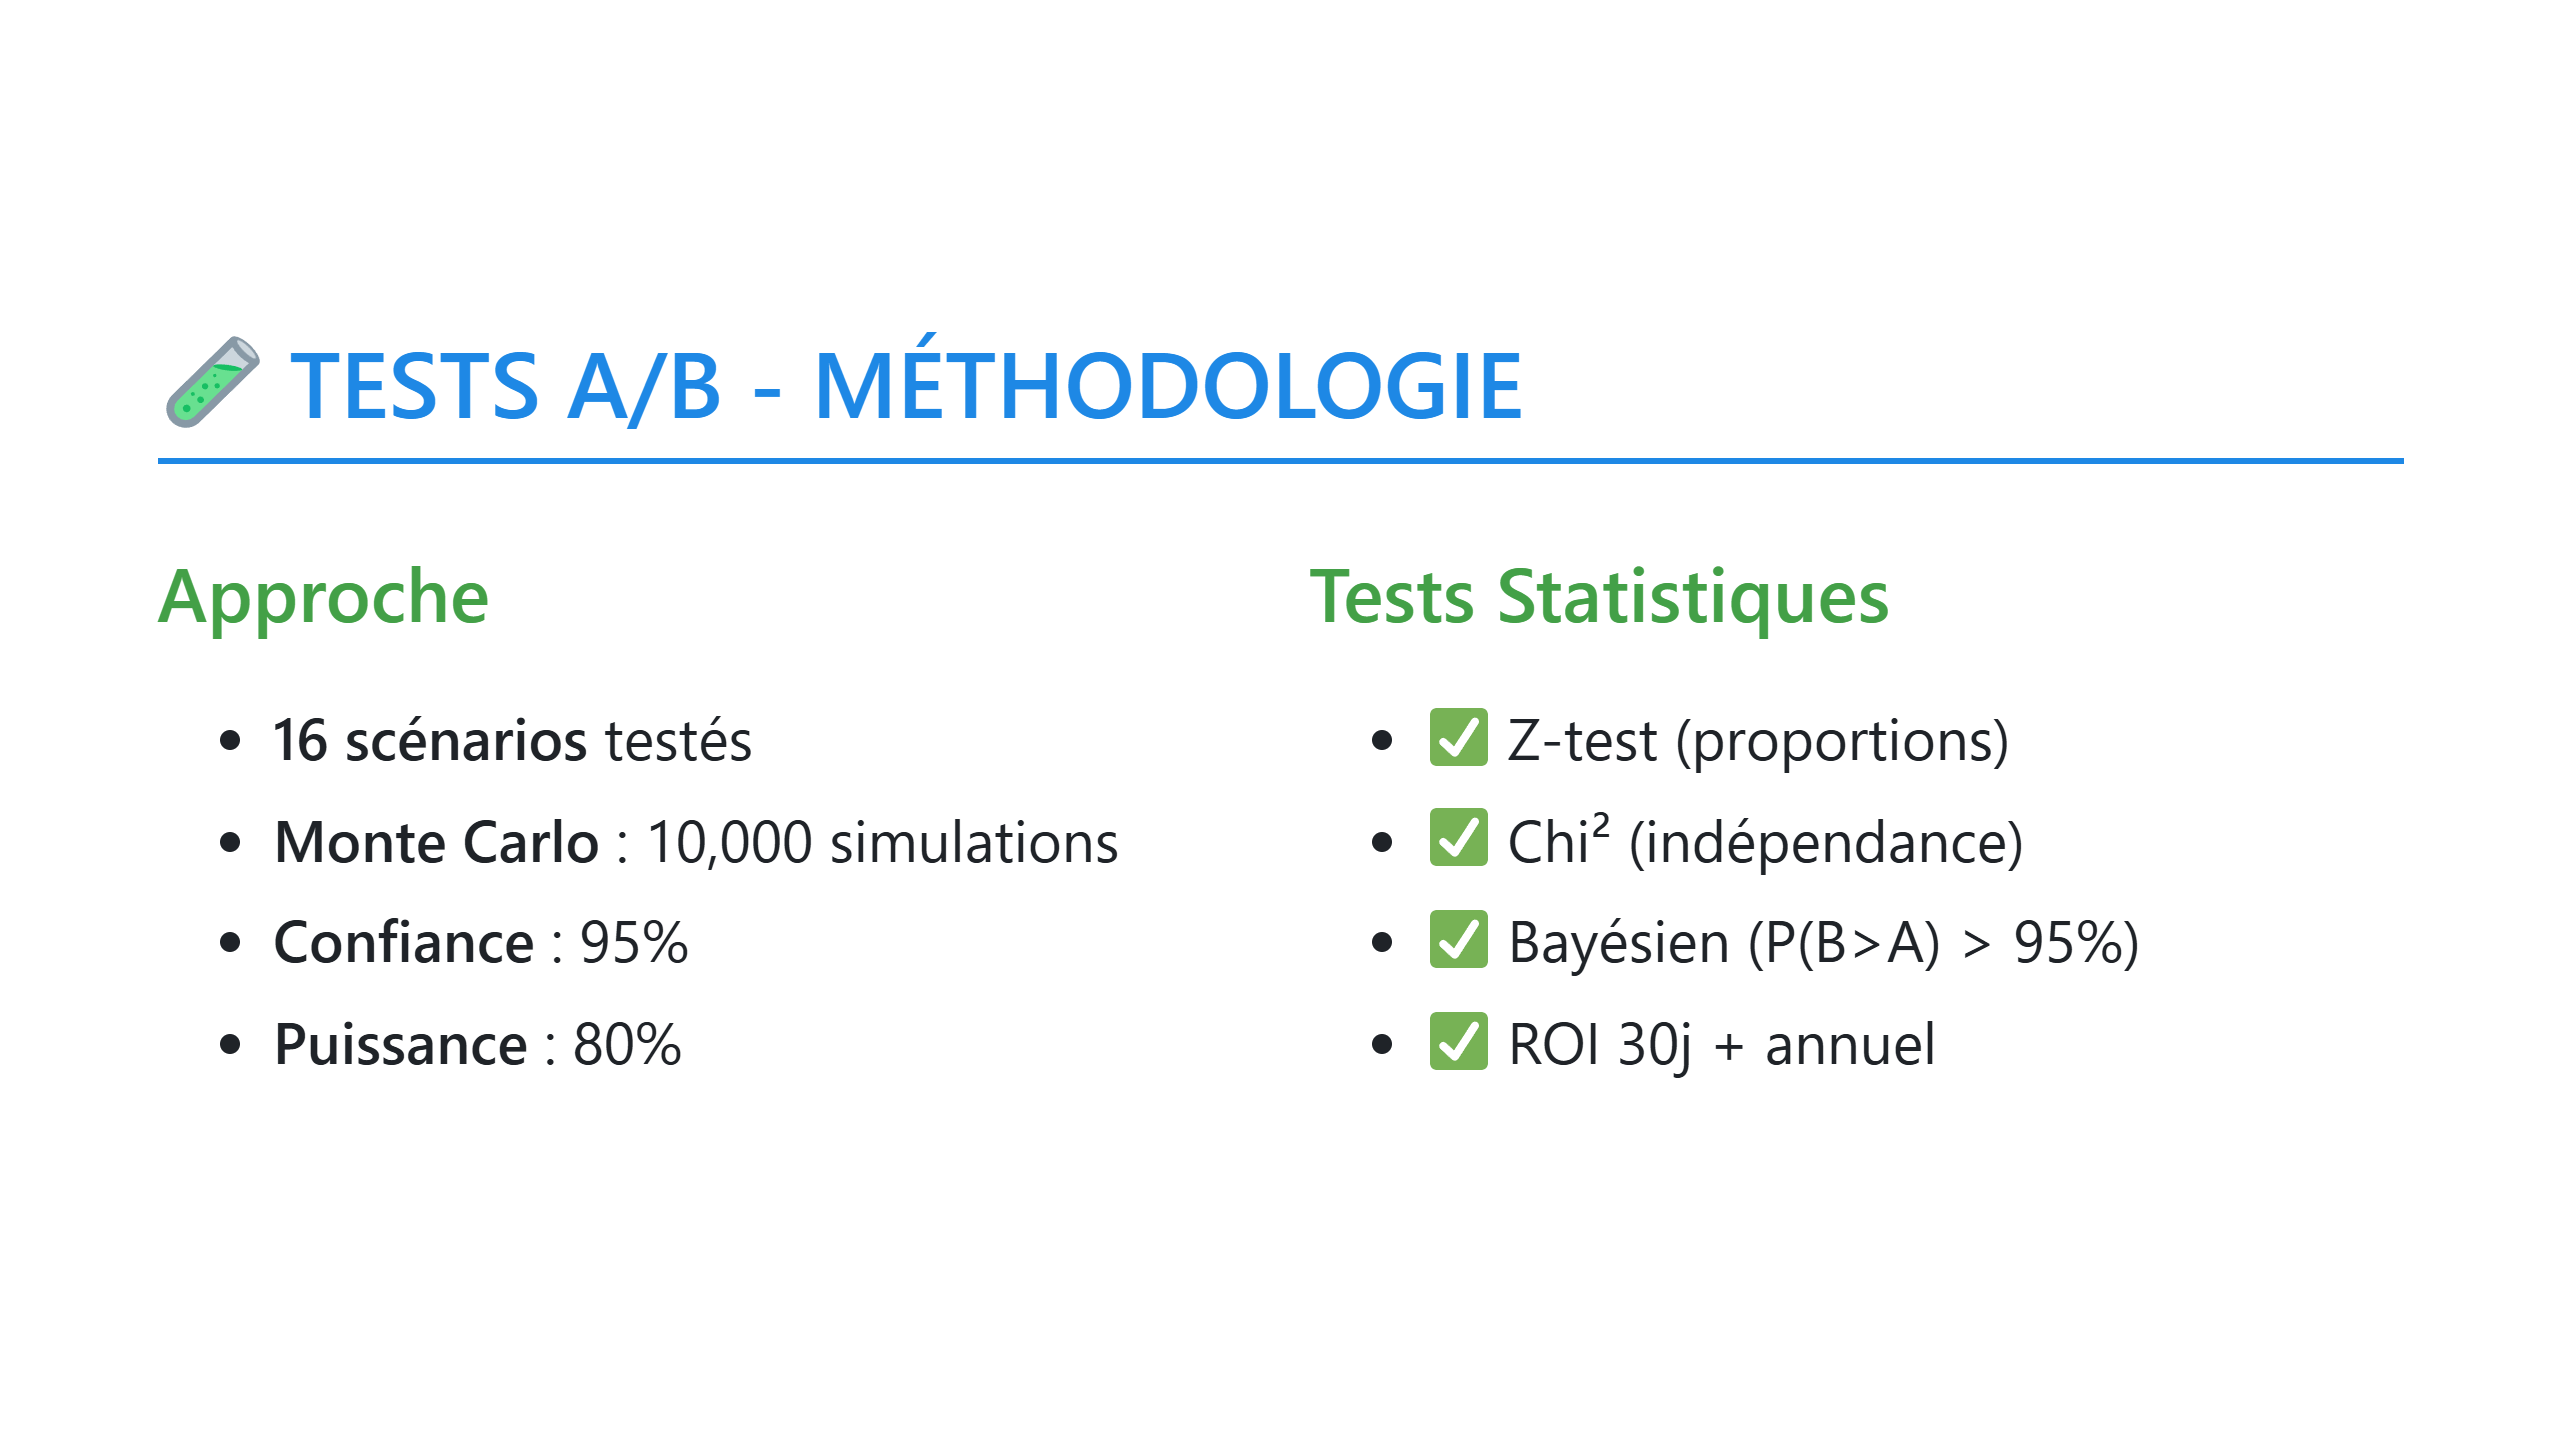 TESTS A/B - MÉTHODOLOGIE
Approche
• 16 scénarios testés
• Monte Carlo : 10,000 simulations
• Confiance : 95%
• Puissance : 80%
Tests Statistiques
• ✅ Z-test (proportions)
• ✅ Chi² (indépendance)
• ✅ Bayésien (P(B>A) > 95%)
• ✅ ROI 30j + annuel